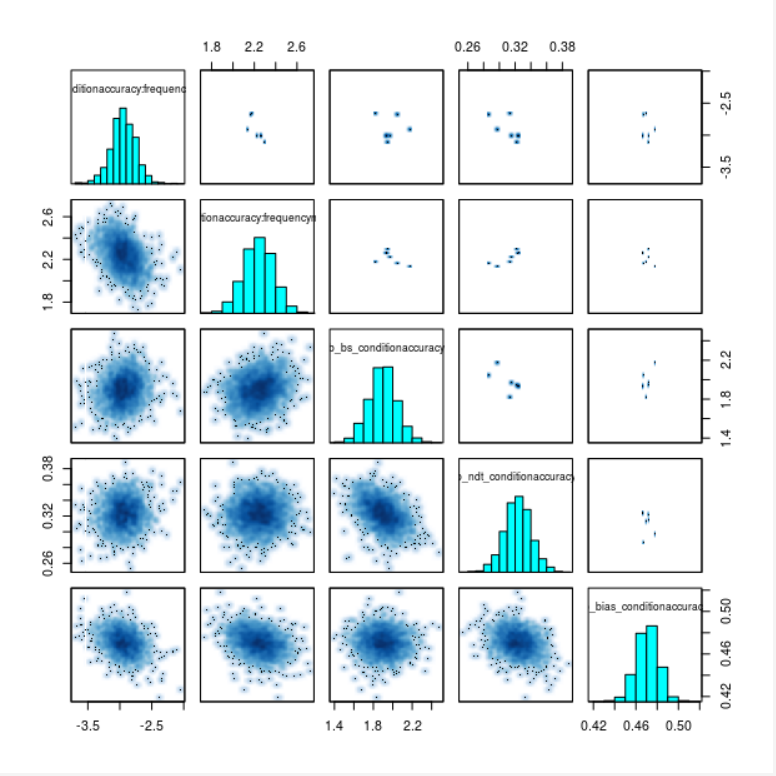 1.8 2.2 2.6 0.26 0.32 0.38
ditionaccuracy:frequenc
-2.5
-3.5
tionaccuracy:frequencyn
2.6
2.2
1.8
o_bs_conditionaccuracy
2.2
1.8
1.4
o_ndt_conditionaccuracy
0.38
0.32
0.26
_bias_conditionaccurac
0.50
0.46
0.42
-3.5 -2.5 1.4 1.8 2.2 0.42 0.46 0.50